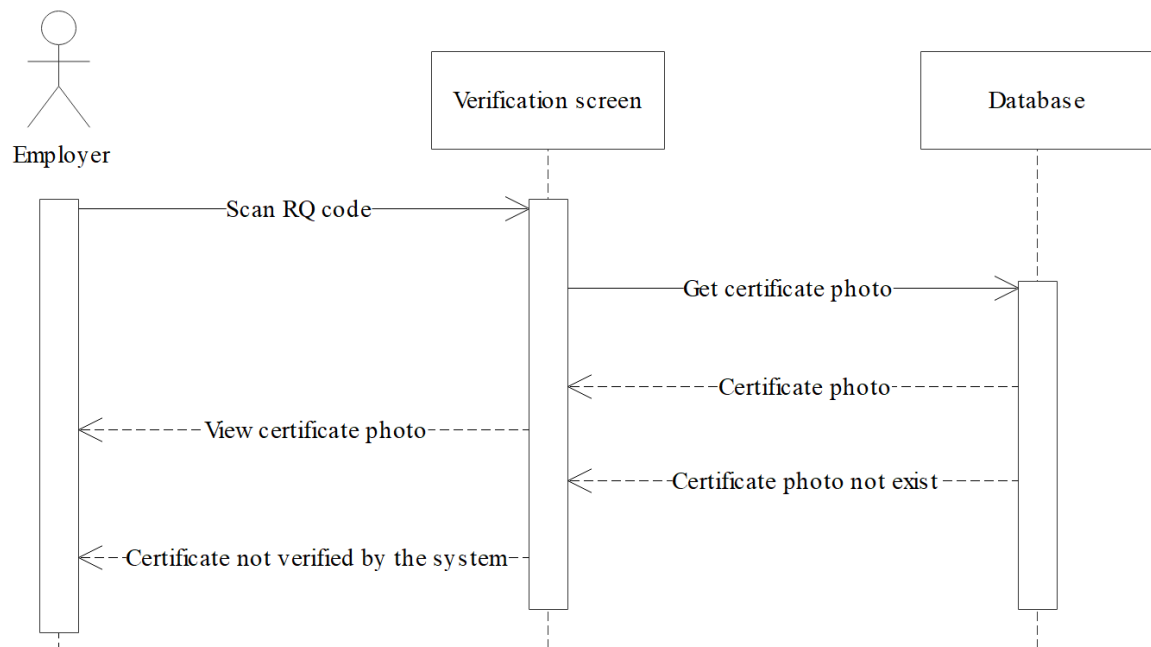 Verification screen
Database
Employer
Scan RQ code
Get certificate photo
Certificate photo
View certificate photo
Certificate photo not exist
Certificate not verified by the system